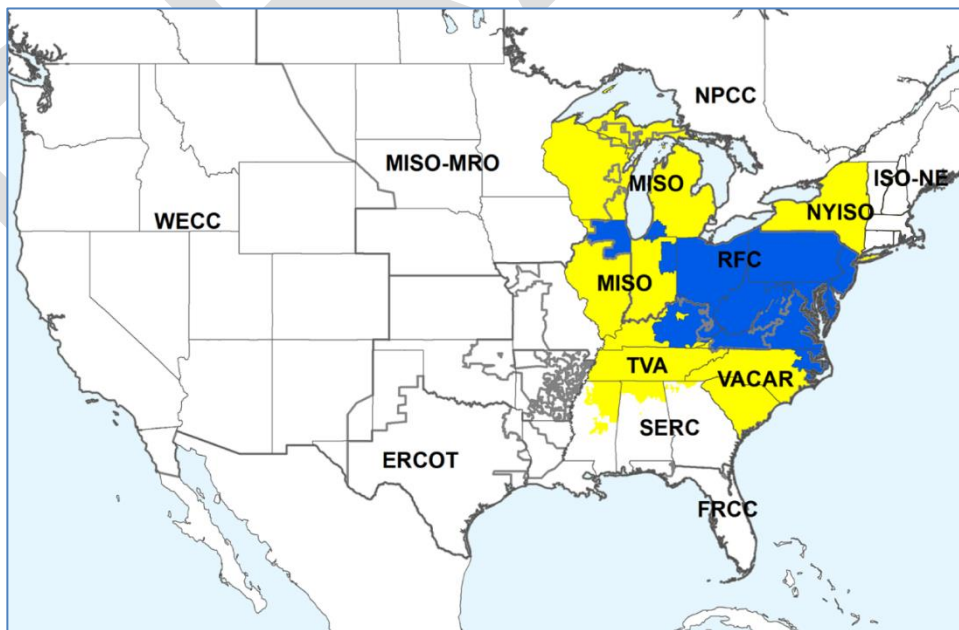 NPCC
MISO-MRO
MISO
ISO-NE
NYISO
WECC
RFC
MISO
TVA
VACAR
SERC
ERCOT
FRCC